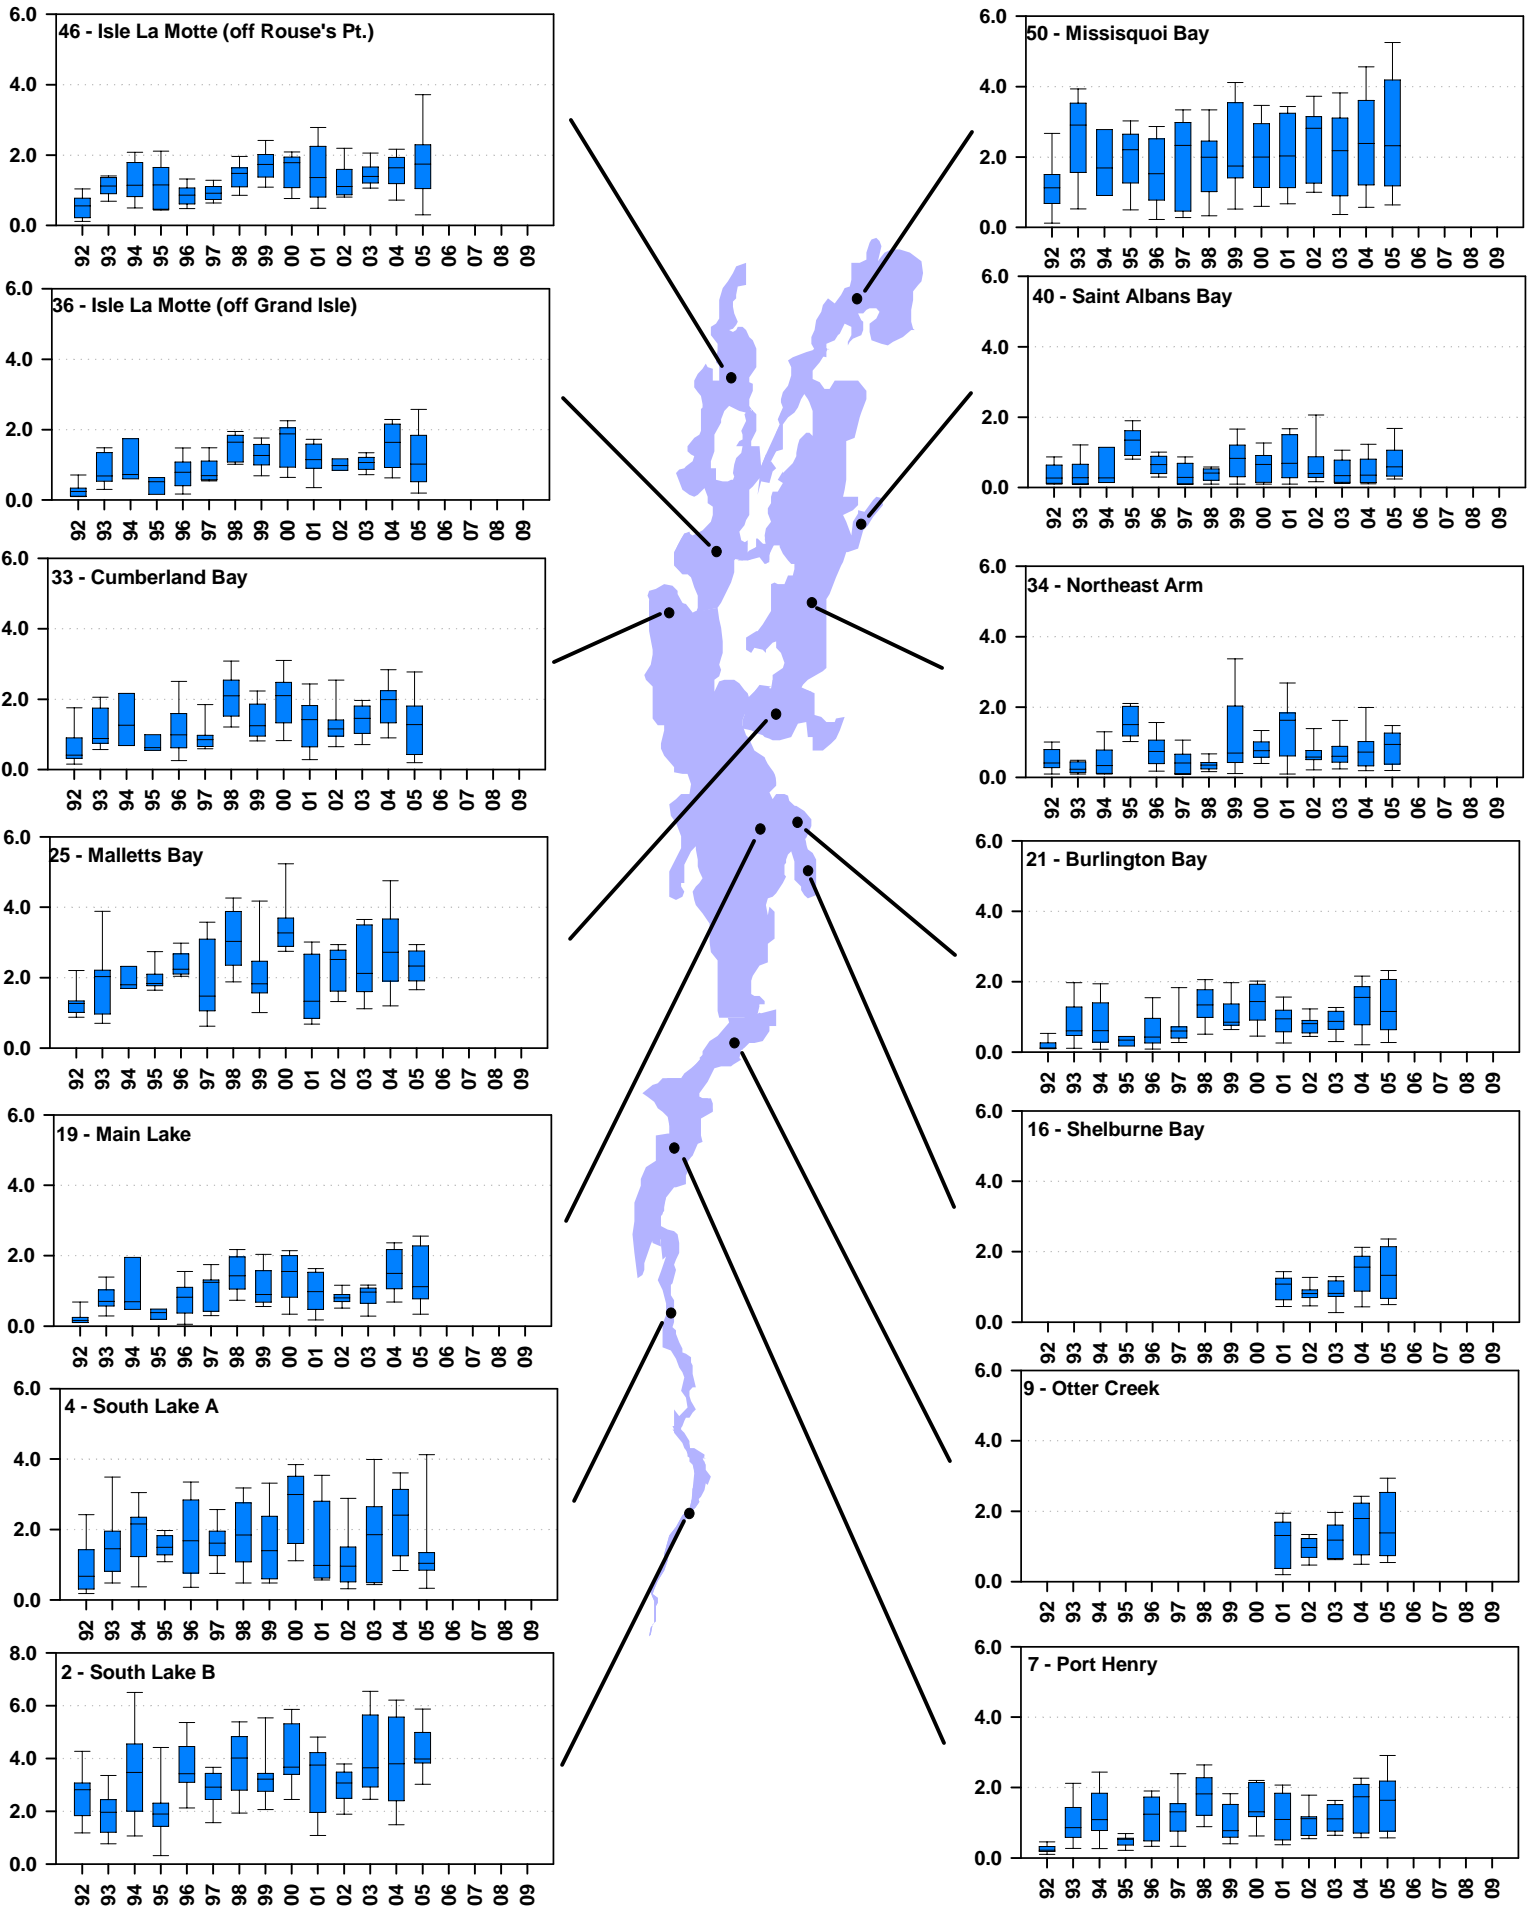 46 - Isle La Motte (off Rouse's Pt.)
6.0
4.0
2.0
0.0
92 93 94 95 96 97 98 99 00 01 02 03 04 05 06 07 08 09
36 - Isle La Motte (off Grand Isle)
6.0
4.0
2.0
0.0
92 93 94 95 96 97 98 99 00 01 02 03 04 05 06 07 08 09
33 - Cumberland Bay
6.0
4.0
2.0
0.0
92 93 94 95 96 97 98 99 00 01 02 03 04 05 06 07 08 09
25 - Malletts Bay
6.0
4.0
2.0
0.0
92 93 94 95 96 97 98 99 00 01 02 03 04 05 06 07 08 09
19 - Main Lake
6.0
4.0
2.0
0.0
92 93 94 95 96 97 98 99 00 01 02 03 04 05 06 07 08 09
4 - South Lake A
6.0
4.0
2.0
0.0
92 93 94 95 96 97 98 99 00 01 02 03 04 05 06 07 08 09
2 - South Lake B
8.0
6.0
4.0
2.0
0.0
92 93 94 95 96 97 98 99 00 01 02 03 04 05 06 07 08 09
50 - Missisquoi Bay
6.0
4.0
2.0
0.0
92 93 94 95 96 97 98 99 00 01 02 03 04 05 06 07 08 09
40 - Saint Albans Bay
6.0
4.0
2.0
0.0
92 93 94 95 96 97 98 99 00 01 02 03 04 05 06 07 08 09
34 - Northeast Arm
6.0
4.0
2.0
0.0
92 93 94 95 96 97 98 99 00 01 02 03 04 05 06 07 08 09
21 - Burlington Bay
6.0
4.0
2.0
0.0
92 93 94 95 96 97 98 99 00 01 02 03 04 05 06 07 08 09
16 - Shelburne Bay
6.0
4.0
2.0
0.0
92 93 94 95 96 97 98 99 00 01 02 03 04 05 06 07 08 09
9 - Otter Creek
6.0
4.0
2.0
0.0
92 93 94 95 96 97 98 99 00 01 02 03 04 05 06 07 08 09
7 - Port Henry
6.0
4.0
2.0
0.0
92 93 94 95 96 97 98 99 00 01 02 03 04 05 06 07 08 09